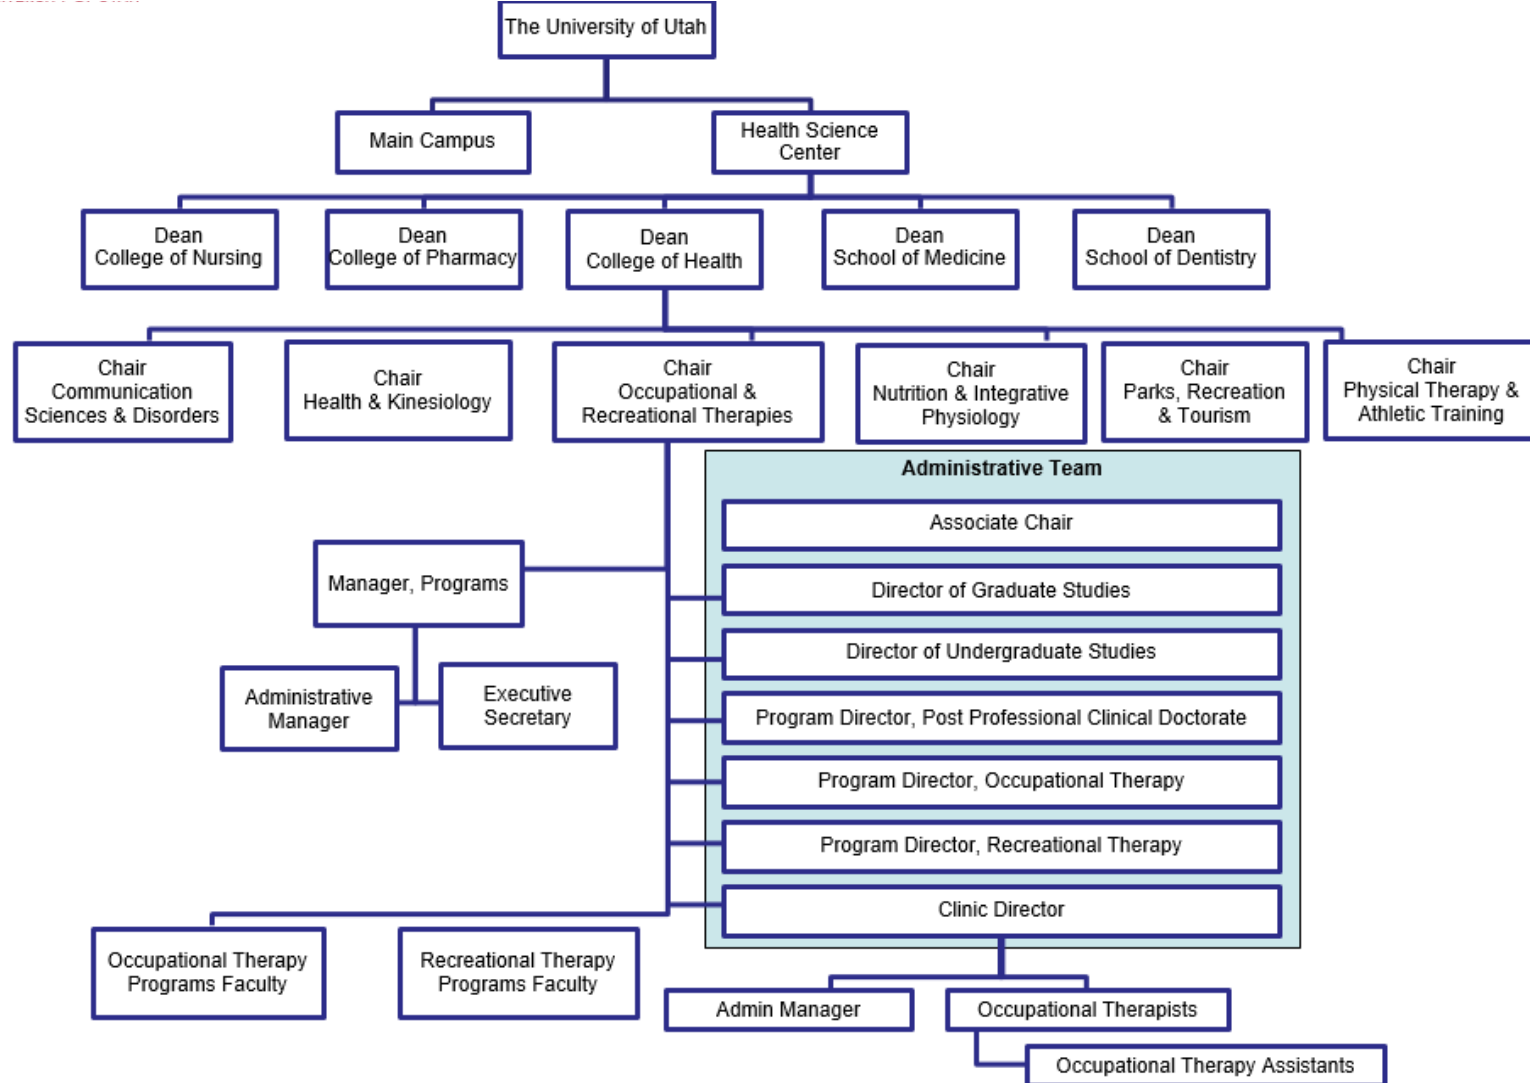 The University of Utah
Main Campus
Health Science
Center
Dean
College of Nursing
Dean
College of Pharmacy
Dean
College of Health
Dean
School of Medicine
Dean
School of Dentistry
Chair
Communication
Sciences & Disorders
Chair
Health & Kinesiology
Chair
Occupational &
Recreational Therapies
Chair
Nutrition & Integrative
Physiology
Chair
Parks, Recreation
& Tourism
Chair
Physical Therapy &
Athletic Training
Administrative Team
Associate Chair
Director of Graduate Studies
Director of Undergraduate Studies
Program Director, Post Professional Clinical Doctorate
Program Director, Occupational Therapy
Program Director, Recreational Therapy
Clinic Director
Manager, Programs
Administrative
Manager
Executive
Secretary
Occupational Therapy
Programs Faculty
Recreational Therapy
Programs Faculty
Admin Manager
Occupational Therapists
Occupational Therapy Assistants